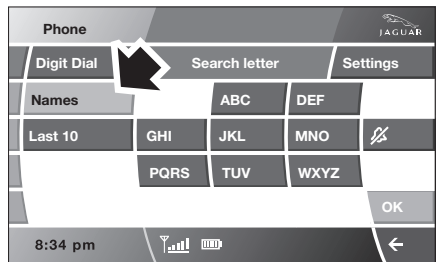 Phone JAGUAR
Digit Dial Search letter Settings
Names ABC DEF
Last 10 GHI JKL MNO
PQRS TUV WXYZ
OK
8:34 pm